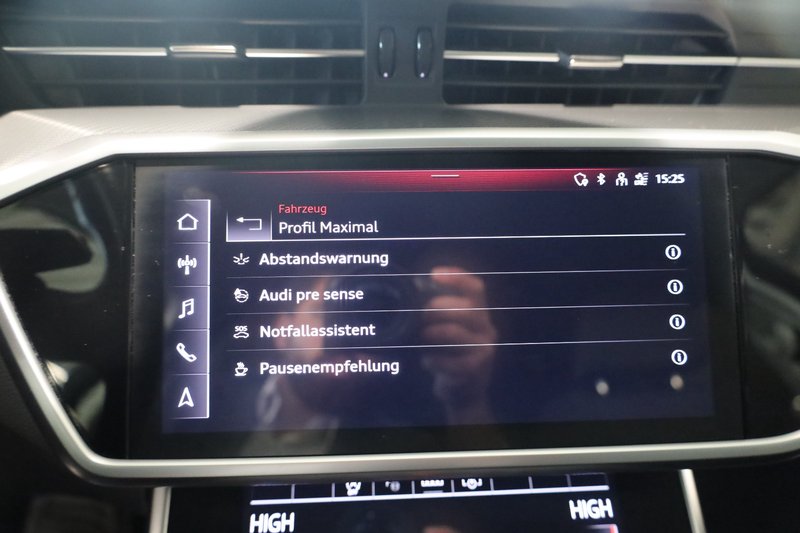 15:25
Fahrzeug
Profil Maximal
Abstandswarnung
Audi pre sense
SOS Notfallassistent
Pausenempfehlung
HIGH HIGH